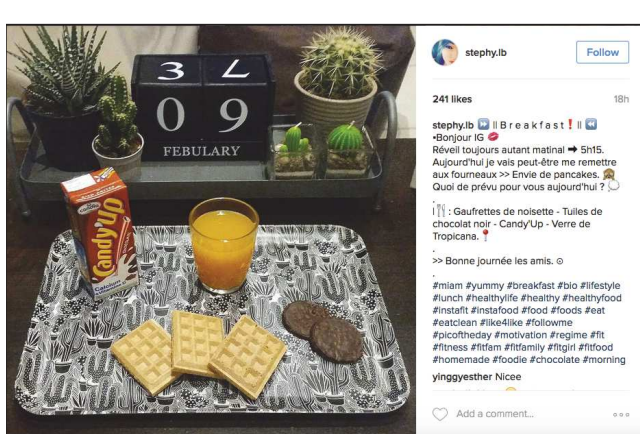 stephy.lb
Follow
241 likes
18h
stephy.lb ⏩ || B r e a k f a s t ❗ || ⏪
•Bonjour IG 💋
Réveil toujours autant matinal ➡ 5h15.
Aujourd'hui je vais peut-être me remettre
aux fourneaux >> Envie de pancakes. 🙈
Quoi de prévu pour vous aujourd'hui ? 💭
.
| 🍴 : Gaufrettes de noisette - Tuiles de
chocolat noir - Candy'Up - Verre de
Tropicana. 📍
.
>> Bonne journée les amis. ☺
.
#miam #yummy #breakfast #bio #lifestyle
#lunch #healthylife #healthy #healthyfood
#instafit #instafood #food #foods #eat
#eatclean #like4like #followme
#picoftheday #motivation #regime #fit
#fitness #fitfam #fitfamily #fitgirl #fitfood
#homemade #foodie #chocolate #morning
yinggyesther Nicee
Add a comment...
3
09
FEBULARY
Candy'Up
Calcium